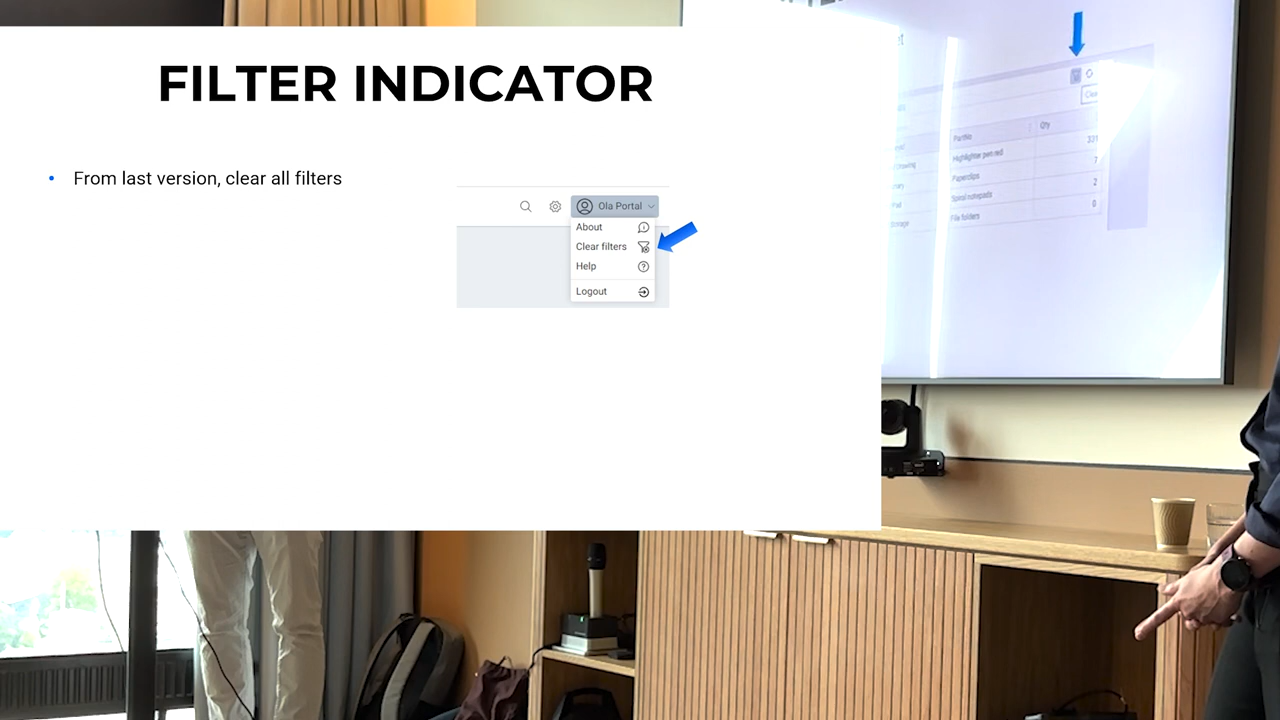 FILTER INDICATOR
• From last version, clear all filters
Ola Portal
About
Clear filters
Help
Logout
PartNo
Qty
Highlighter pen red
331
Paperclips
7
Spiral notepads
2
File folders
0